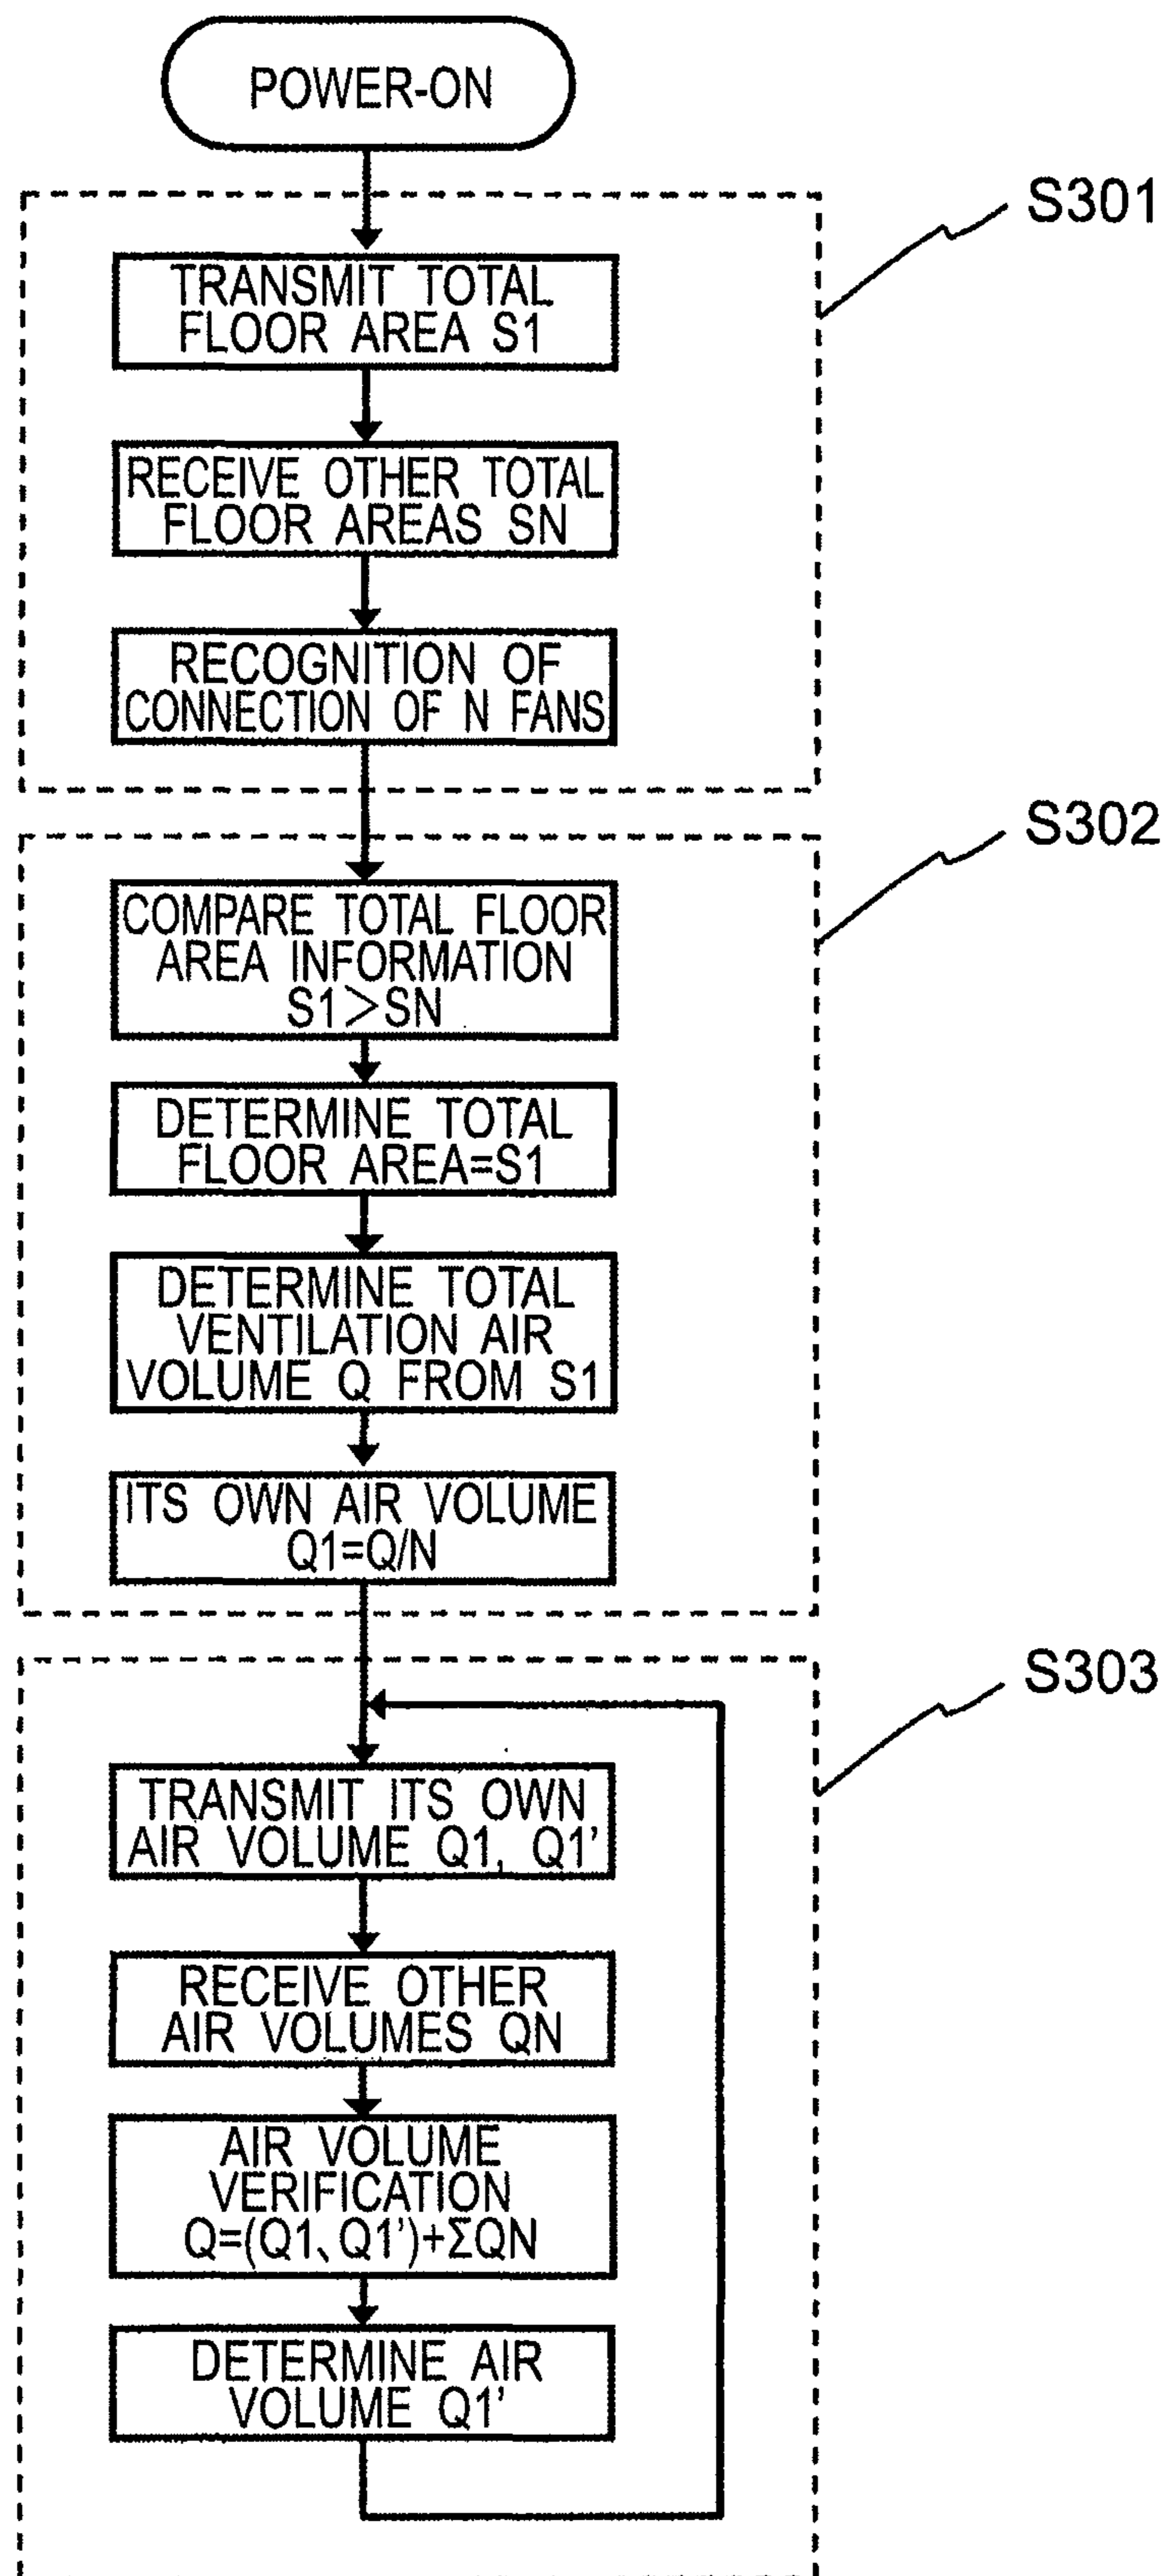 POWER-ON
S301
TRANSMIT TOTAL
FLOOR AREA S1
RECEIVE OTHER TOTAL
FLOOR AREAS SN
RECOGNITION OF
CONNECTION OF N FANS
S302
COMPARE TOTAL FLOOR
AREA INFORMATION
S1>SN
DETERMINE TOTAL
FLOOR AREA=S1
DETERMINE TOTAL
VENTILATION AIR
VOLUME Q FROM S1
ITS OWN AIR VOLUME
Q1=Q/N
S303
TRANSMIT ITS OWN
AIR VOLUME Q1, Q1'
RECEIVE OTHER
AIR VOLUMES QN
AIR VOLUME
VERIFICATION
Q=(Q1、Q1')+ΣQN
DETERMINE AIR
VOLUME Q1'